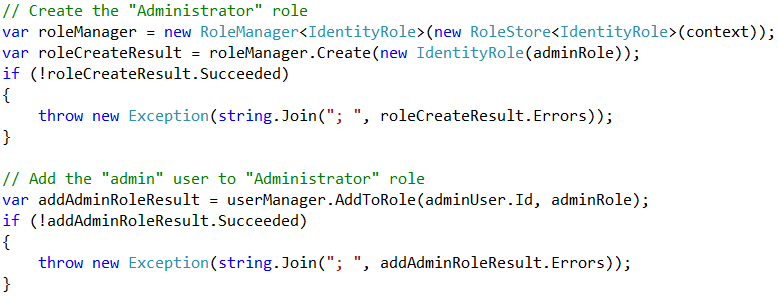 // Create the "Administrator" role
var roleManager = new RoleManager<IdentityRole>(new RoleStore<IdentityRole>(context));
var roleCreateResult = roleManager.Create(new IdentityRole(adminRole));
if (!roleCreateResult.Succeeded)
{
    throw new Exception(string.Join("; ", roleCreateResult.Errors));
}

// Add the "admin" user to "Administrator" role
var addAdminRoleResult = userManager.AddToRole(adminUser.Id, adminRole);
if (!addAdminRoleResult.Succeeded)
{
    throw new Exception(string.Join("; ", addAdminRoleResult.Errors));
}